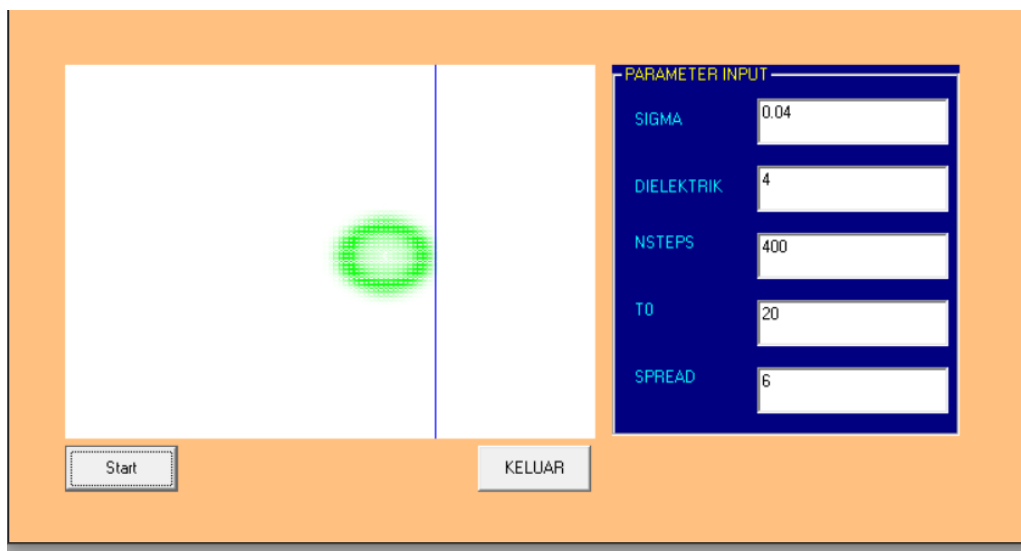 PARAMETER INPUT
SIGMA 0.04
DIELEKTRIK 4
NSTEPS 400
T0 20
SPREAD 6
Start KELUAR